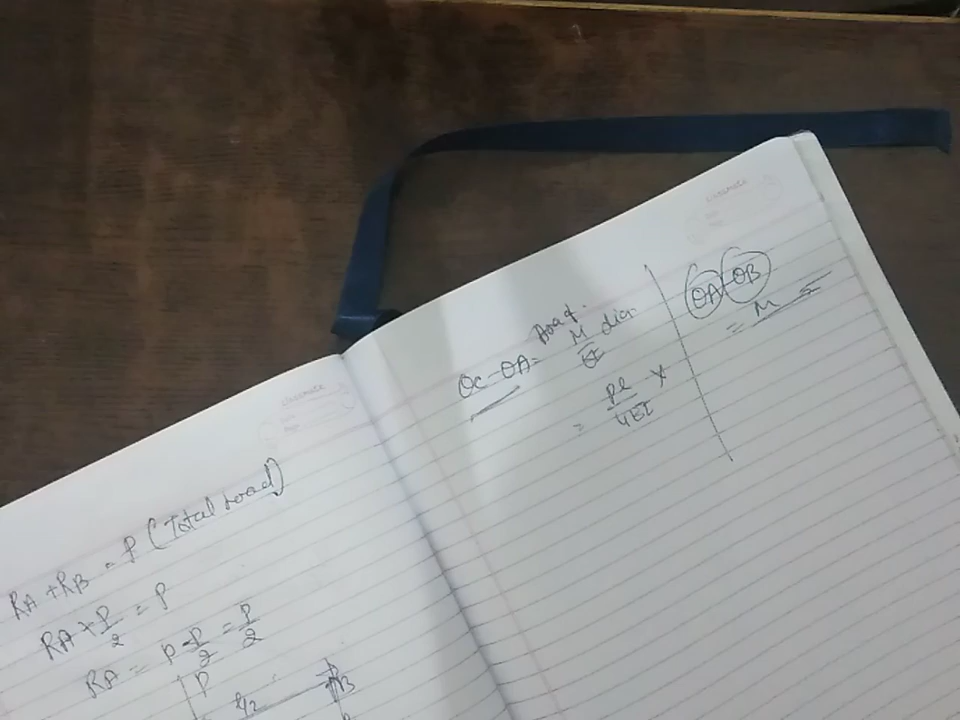 RA + RB = P (Total Load)
RA + P/2 = P
RA = P - P/2 = P/2
P
l/2
B
θc - θA = Area of M/EI dia
= Pl/4EI x
θA θB
= M